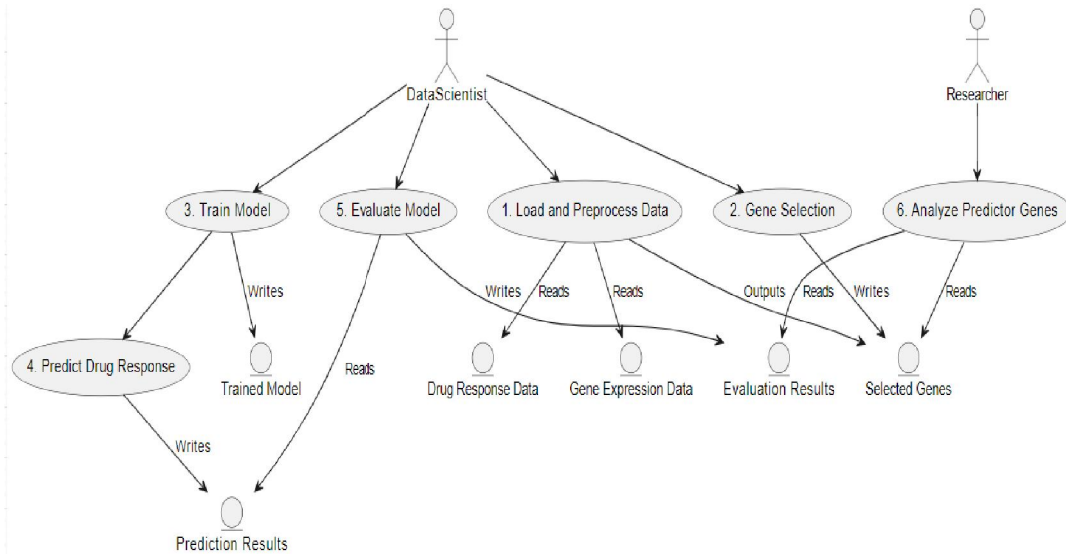 DataScientist
Researcher
3. Train Model
5. Evaluate Model
1. Load and Preprocess Data
2. Gene Selection
6. Analyze Predictor Genes
Writes
Writes
Reads
Reads
Outputs
Reads
Writes
Reads
4. Predict Drug Response
Reads
Trained Model
Drug Response Data
Gene Expression Data
Evaluation Results
Selected Genes
Writes
Prediction Results